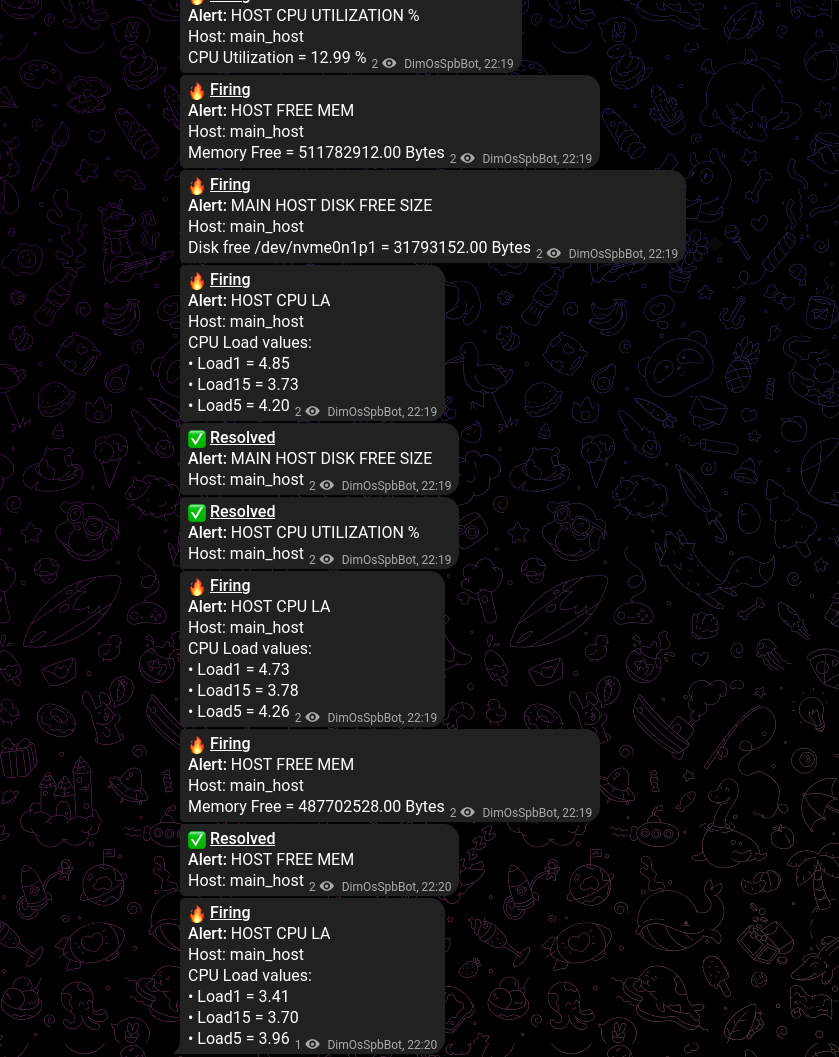 Alert: HOST CPU UTILIZATION %
Host: main_host
CPU Utilization = 12.99 % 2 DimOsSpbBot, 22:19
🔥 Firing
Alert: HOST FREE MEM
Host: main_host
Memory Free = 511782912.00 Bytes 2 DimOsSpbBot, 22:19
🔥 Firing
Alert: MAIN HOST DISK FREE SIZE
Host: main_host
Disk free /dev/nvme0n1p1 = 31793152.00 Bytes 2 DimOsSpbBot, 22:19
🔥 Firing
Alert: HOST CPU LA
Host: main_host
CPU Load values:
• Load1 = 4.85
• Load15 = 3.73
• Load5 = 4.20 2 DimOsSpbBot, 22:19
✅ Resolved
Alert: MAIN HOST DISK FREE SIZE
Host: main_host 2 DimOsSpbBot, 22:19
✅ Resolved
Alert: HOST CPU UTILIZATION %
Host: main_host 2 DimOsSpbBot, 22:19
🔥 Firing
Alert: HOST CPU LA
Host: main_host
CPU Load values:
• Load1 = 4.73
• Load15 = 3.78
• Load5 = 4.26 2 DimOsSpbBot, 22:19
🔥 Firing
Alert: HOST FREE MEM
Host: main_host
Memory Free = 487702528.00 Bytes 2 DimOsSpbBot, 22:19
✅ Resolved
Alert: HOST FREE MEM
Host: main_host 2 DimOsSpbBot, 22:20
🔥 Firing
Alert: HOST CPU LA
Host: main_host
CPU Load values:
• Load1 = 3.41
• Load15 = 3.70
• Load5 = 3.96 1 DimOsSpbBot, 22:20